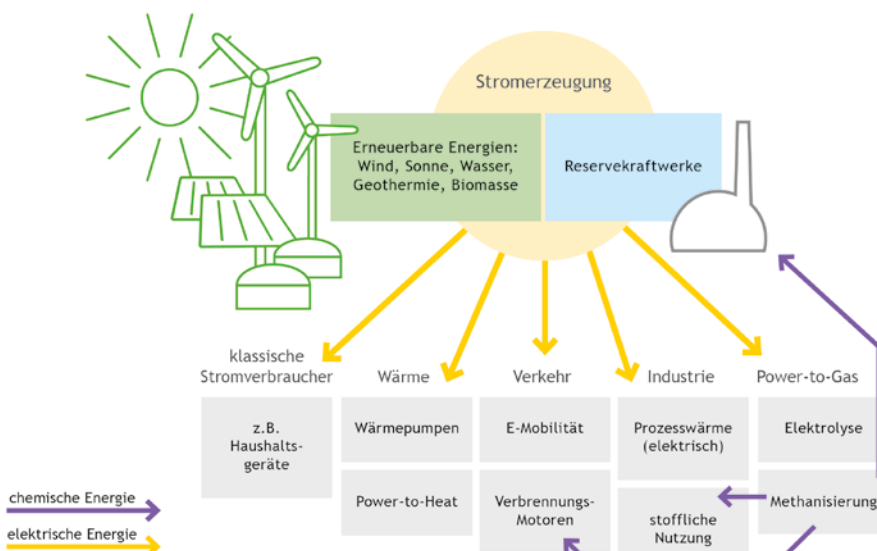 Stromerzeugung
Erneuerbare Energien:
Wind, Sonne, Wasser,
Geothermie, Biomasse
Reservekraftwerke
klassische
Stromverbraucher
Wärme
Verkehr
Industrie
Power-to-Gas
z.B.
Haushalts-
geräte
Wärmepumpen
E-Mobilität
Prozesswärme
(elektrisch)
Elektrolyse
Power-to-Heat
Verbrennungs-
Motoren
stoffliche
Nutzung
Methanisierung
chemische Energie
elektrische Energie